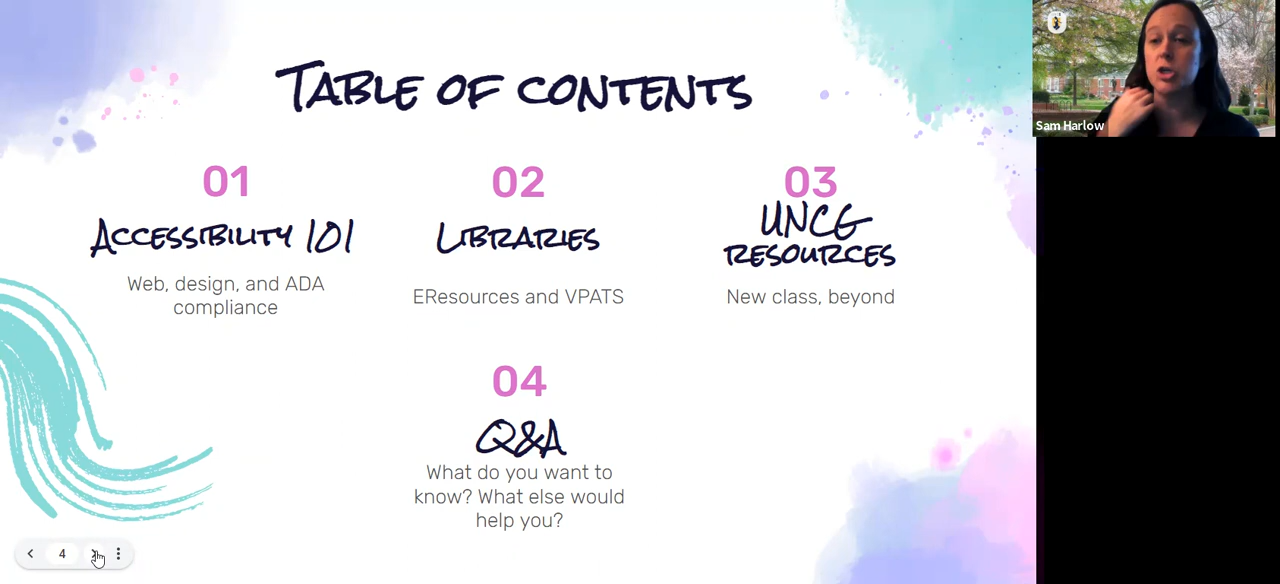 Table of contents
01
Accessibility 101
Web, design, and ADA
compliance
02
Libraries
EResources and VPATS
03
UNCG
resources
New class, beyond
04
Q&A
What do you want to
know? What else would
help you?
4
Sam Harlow